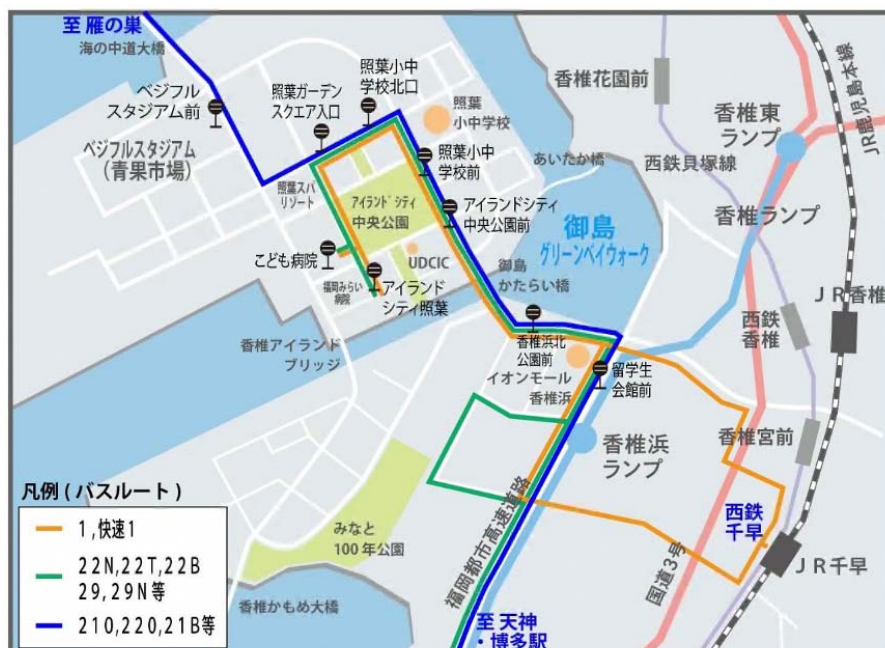 至 雁の巣
海の中道大橋
ベジフル
スタジアム前
照葉ガーデン
スクエア入口
照葉小中
学校北口
照葉
小中学校
香椎花園前
香椎東
ランプ
JR鹿児島本線
ベジフルスタジアム
(青果市場)
照葉小中
学校前
あいたか橋
西鉄貝塚線
照葉スパ
リゾート
アイランドシティ
中央公園
アイランドシティ
中央公園前
御島
グリーンベイウォーク
香椎ランプ
こども病院
UDCIC
福岡みらい
病院
アイランド
シティ照葉
御島
かたらい橋
JR香椎
西鉄
香椎
香椎アイランド
ブリッジ
香椎浜北
公園前
イオンモール
香椎浜
留学生
会館前
香椎浜
ランプ
香椎宮前
凡例(バスルート)
1,快速1
22N,22T,22B
29,29N等
210,220,21B等
みなと
100年公園
福岡都市高速道路
西鉄
千早
国道3号
JR千早
香椎かもめ大橋
至 天神
・博多駅